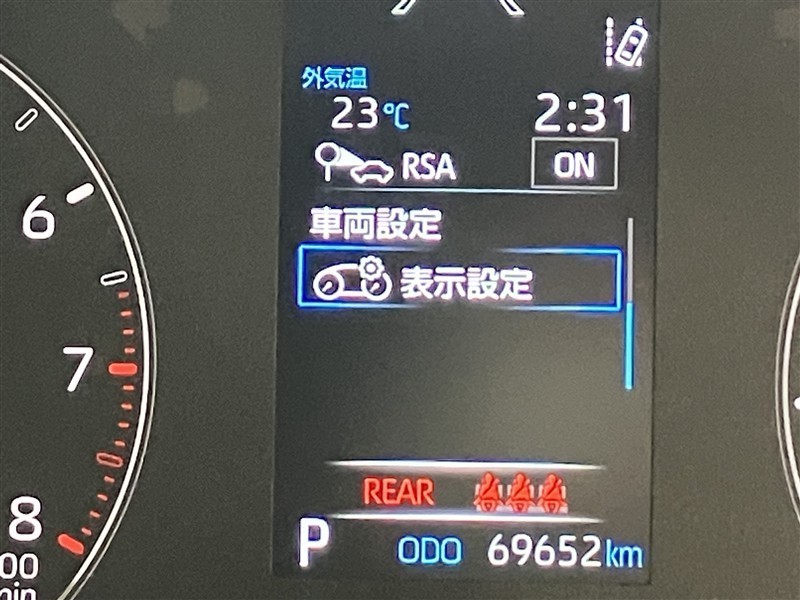 外気温
23℃ 2:31
RSA ON
車両設定
表示設定
6
7
8
REAR
P ODO 69652km